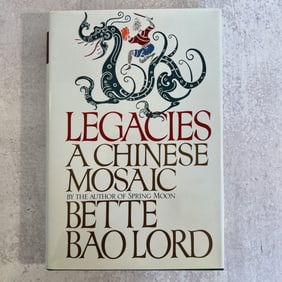 LEGACIES
A CHINESE
MOSAIC
BY THE AUTHOR OF SPRING MOON
BETTE
BAO LORD